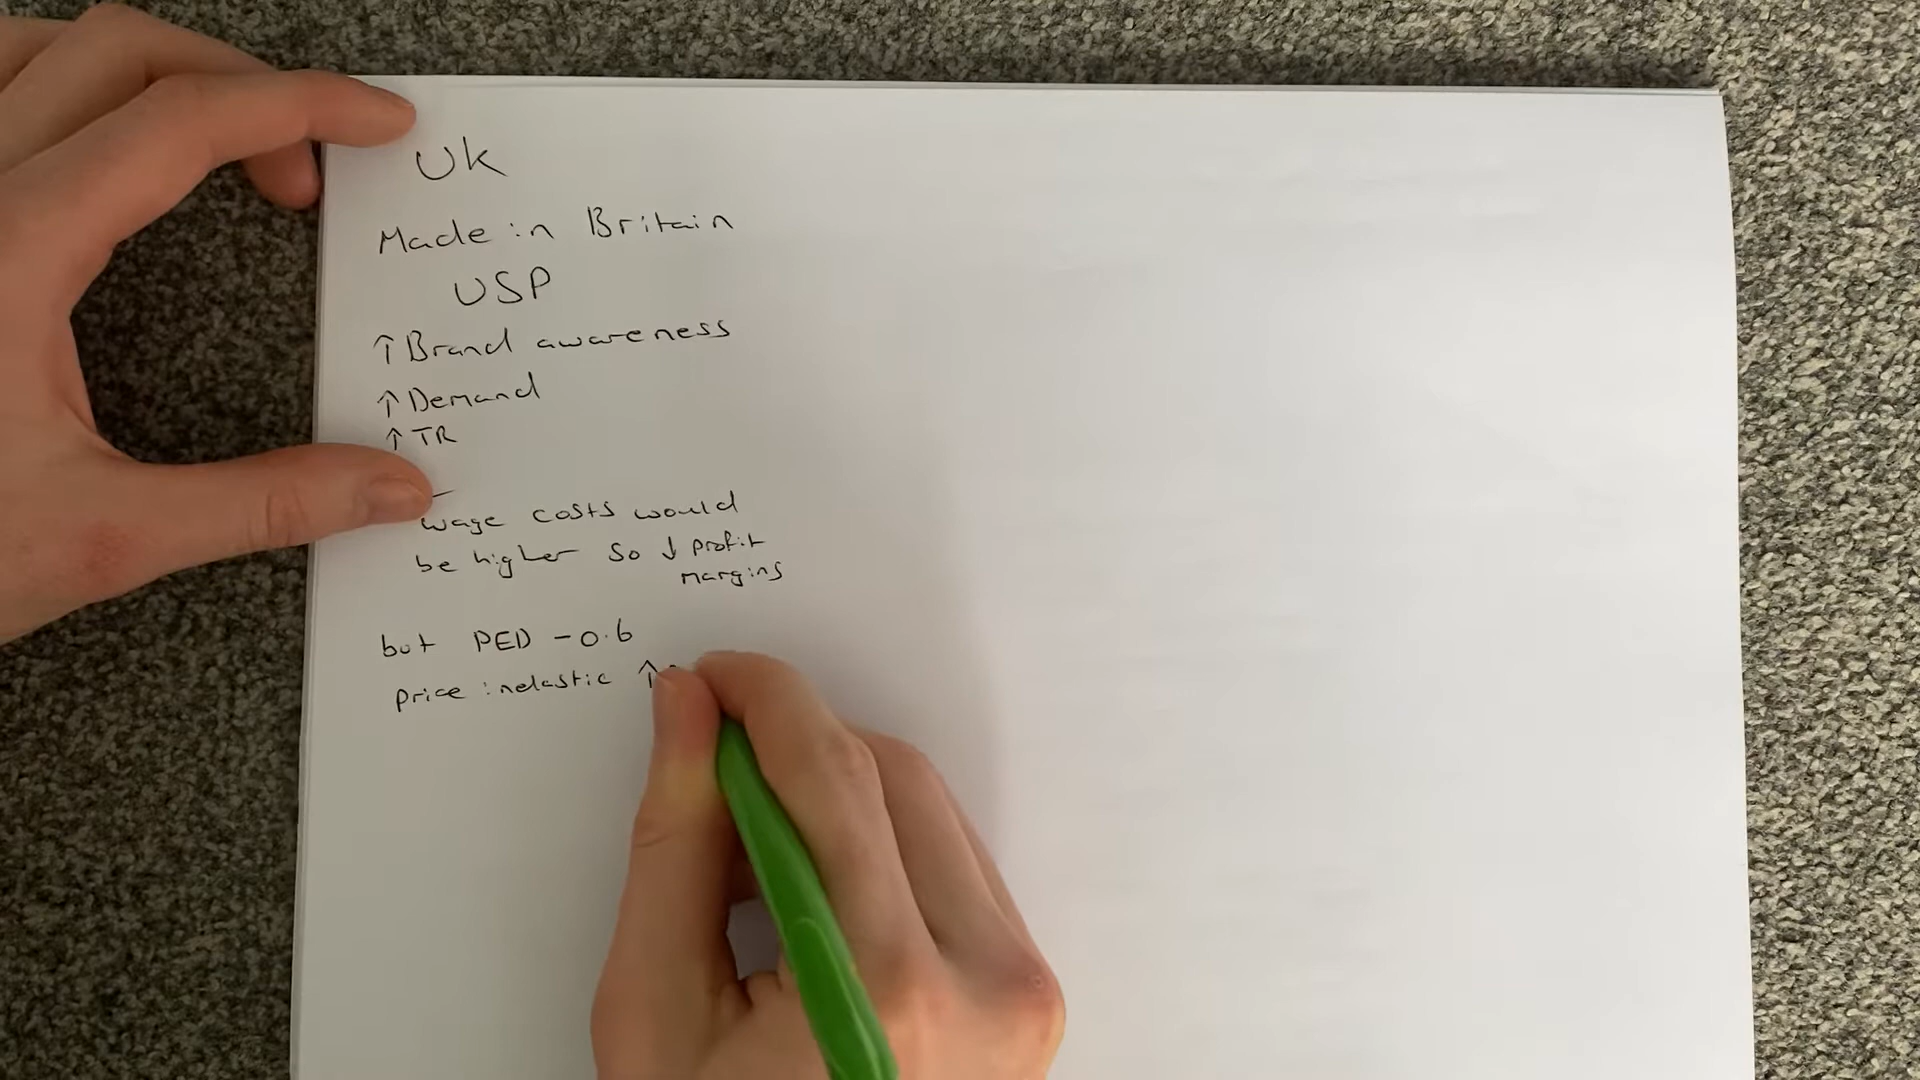 UK
Made in Britain
USP
↑ Brand awareness
↑ Demand
↑ TR
wage costs would
be higher so ↓ profit
margins
but PED -0.6
price inelastic ↑